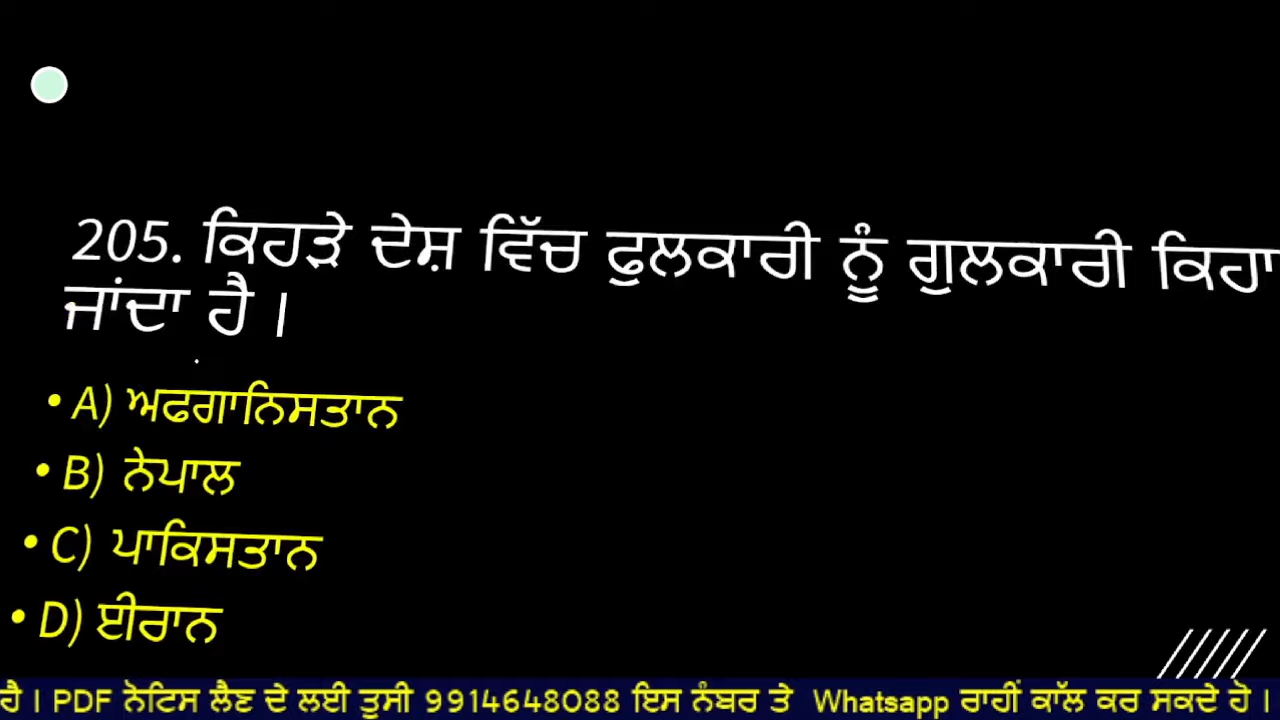 205. ਕਿਹੜੇ ਦੇਸ਼ ਵਿੱਚ ਫੁਲਕਾਰੀ ਨੂੰ ਗੁਲਕਾਰੀ ਕਿਹਾ
ਜਾਂਦਾ ਹੈ ।
• A) ਅਫਗਾਨਿਸਤਾਨ
• B) ਨੇਪਾਲ
• C) ਪਾਕਿਸਤਾਨ
• D) ਈਰਾਨ
ਹੈ । PDF ਨੋਟਿਸ ਲੈਣ ਦੇ ਲਈ ਤੁਸੀ 9914648088 ਇਸ ਨੰਬਰ ਤੇ Whatsapp ਰਾਹੀਂ ਕਾੱਲ ਕਰ ਸਕਦੇ ਹੋ ।